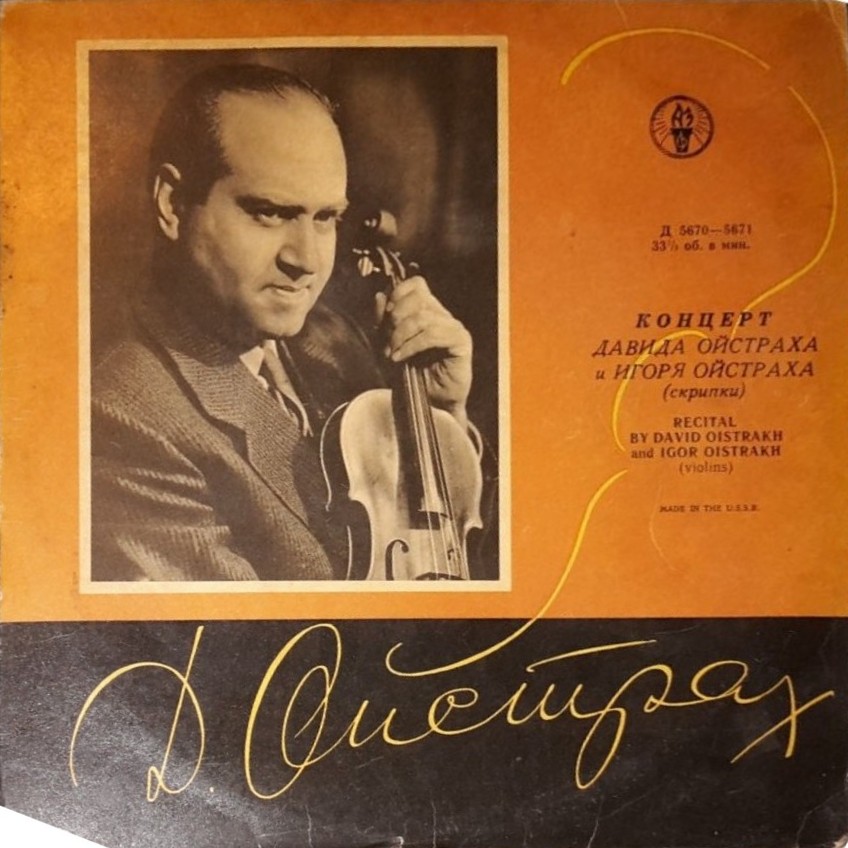 Д 5670—5671
33⅓ об. в мин.
КОНЦЕРТ
ДАВИДА ОЙСТРАХА
и ИГОРЯ ОЙСТРАХА
(скрипки)
RECITAL
BY DAVID OISTRAKH
and IGOR OISTRAKH
(violins)
MADE IN THE U.S.S.R.
Д. Ойстрах